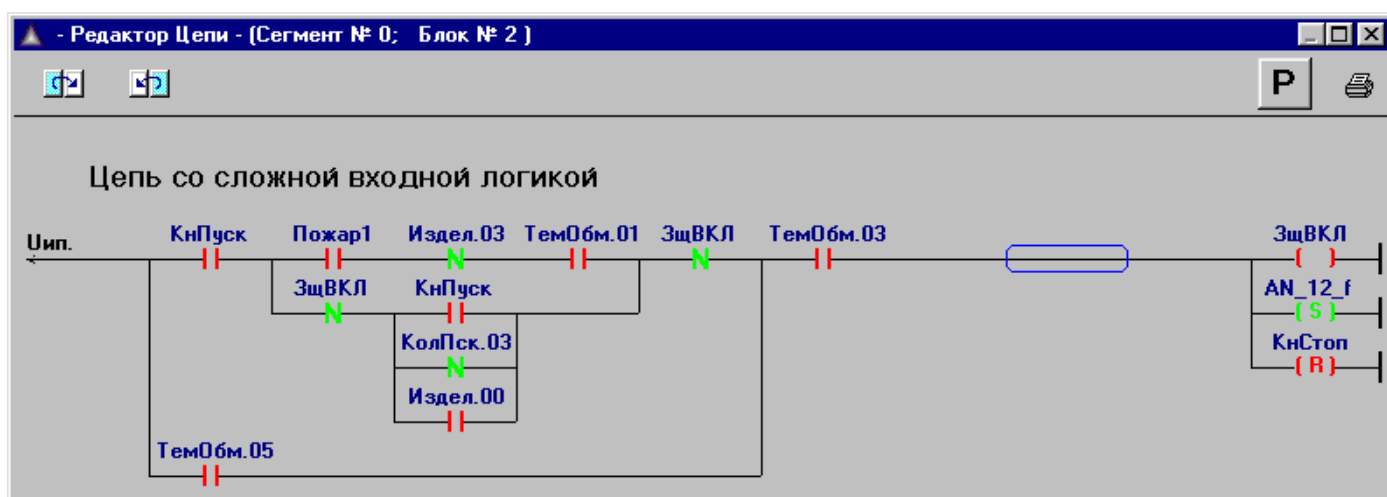 - Редактор Цепи - (Сегмент № 0; Блок № 2 )
P
Цепь со сложной входной логикой
Uип.
КнПуск Пожар1 Издел.03 ТемОбм.01 ЗщВКЛ ТемОбм.03 ЗщВКЛ
N N ( )
ЗщВКЛ КнПуск AN_12_f
N ( S )
КолПск.03 КнСтоп
N ( R )
Издел.00
ТемОбм.05